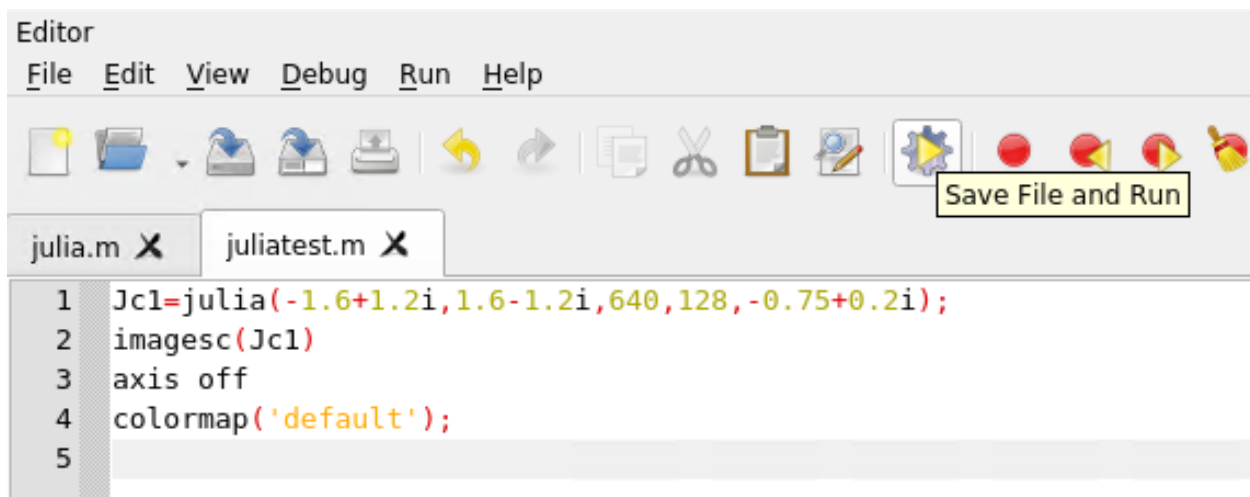 Editor
File Edit View Debug Run Help
Save File and Run
julia.m juliatest.m
1 Jc1=julia(-1.6+1.2i,1.6-1.2i,640,128,-0.75+0.2i);
2 imagesc(Jc1)
3 axis off
4 colormap('default');
5